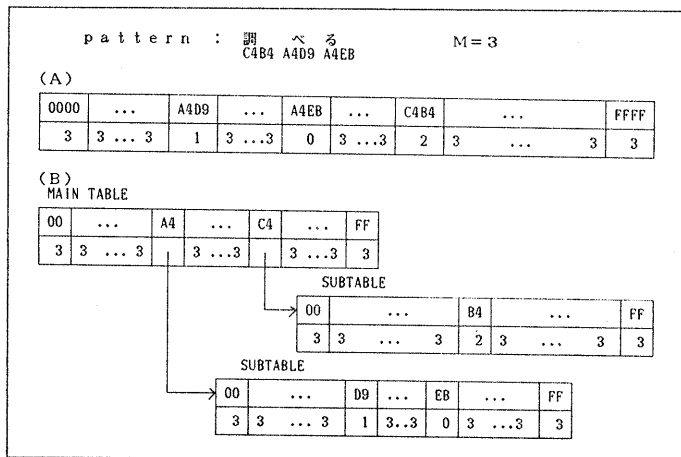 pattern : 調 べ る M=3
C4B4 A4D9 A4EB
(A)
0000 ... A4D9 ... A4EB ... C4B4 ... FFFF
3 3 ... 3 1 3 ...3 0 3 ...3 2 3 ... 3 3
(B)
MAIN TABLE
00 ... A4 ... C4 ... FF
3 3 ... 3 3 ...3 3 ...3 3
SUBTABLE
00 ... B4 ... FF
3 3 ... 3 2 3 ... 3 3
SUBTABLE
00 ... D9 ... EB ... FF
3 3 ... 3 1 3..3 0 3 ...3 3